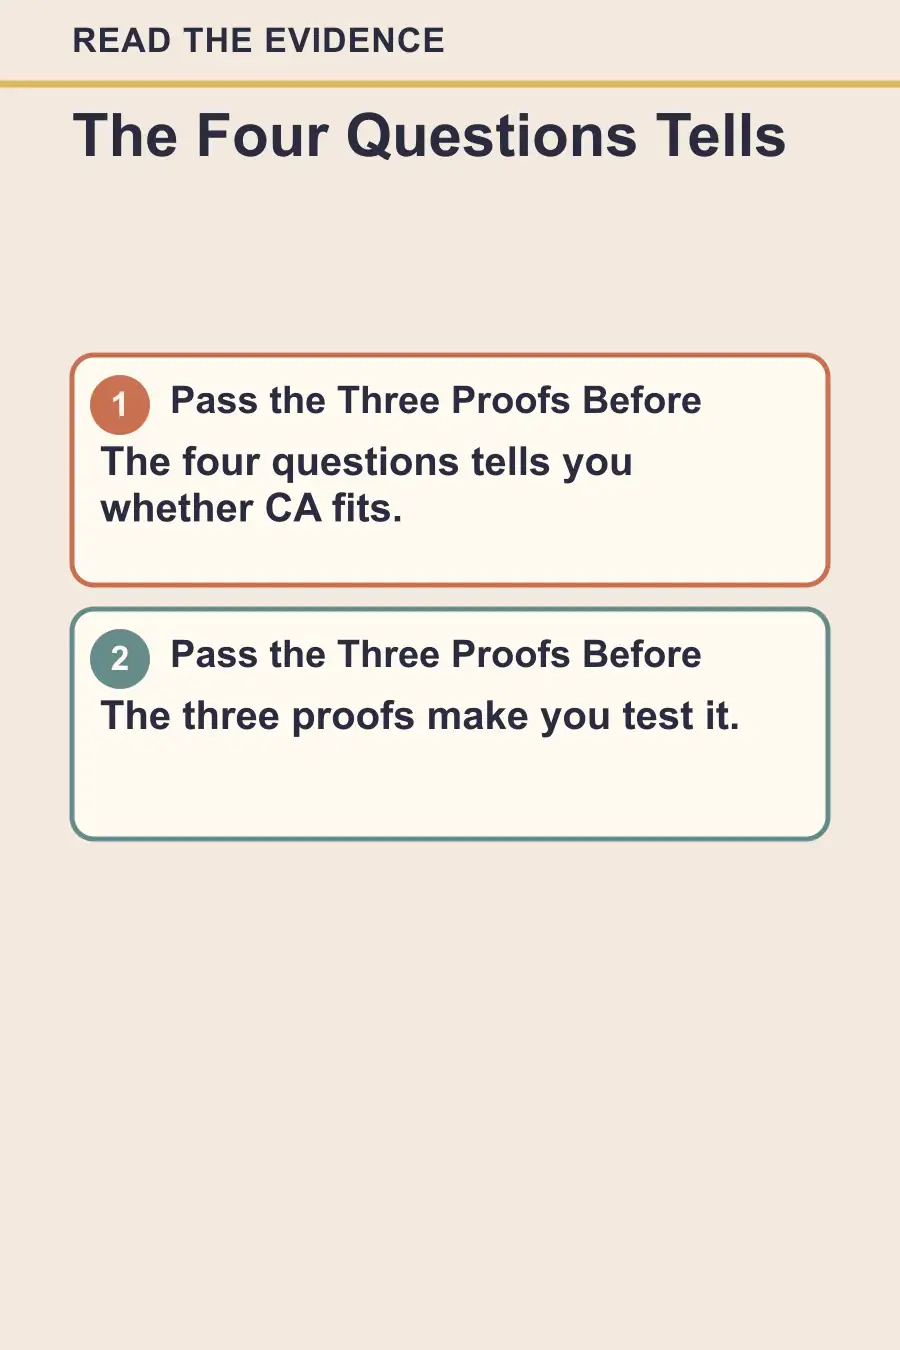 READ THE EVIDENCE
The Four Questions Tells
1 Pass the Three Proofs Before
The four questions tells you
whether CA fits.
2 Pass the Three Proofs Before
The three proofs make you test it.